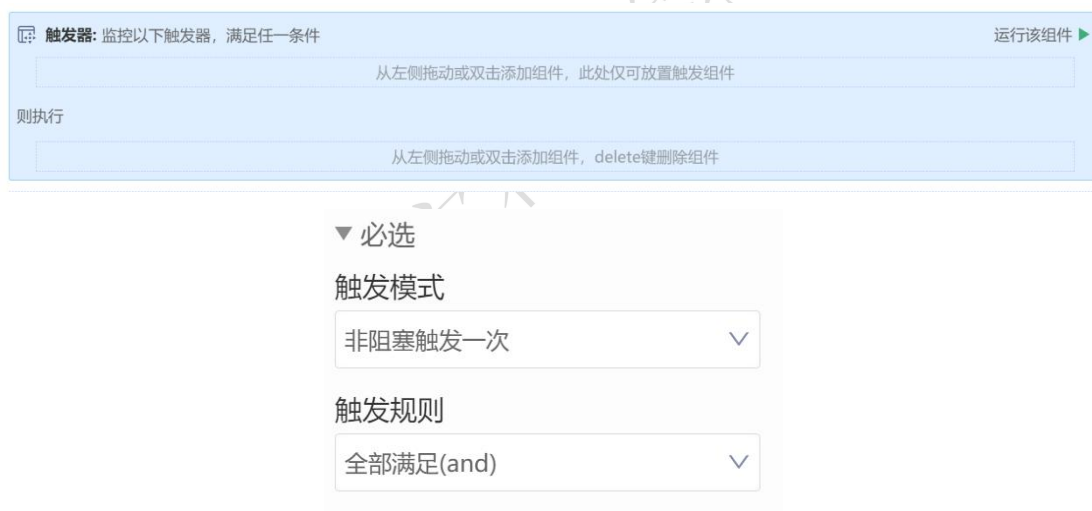 触发器: 监控以下触发器，满足任一条件
运行该组件
从左侧拖动或双击添加组件，此处仅可放置触发组件
则执行
从左侧拖动或双击添加组件，delete键删除组件
必选
触发模式
非阻塞触发一次
触发规则
全部满足(and)